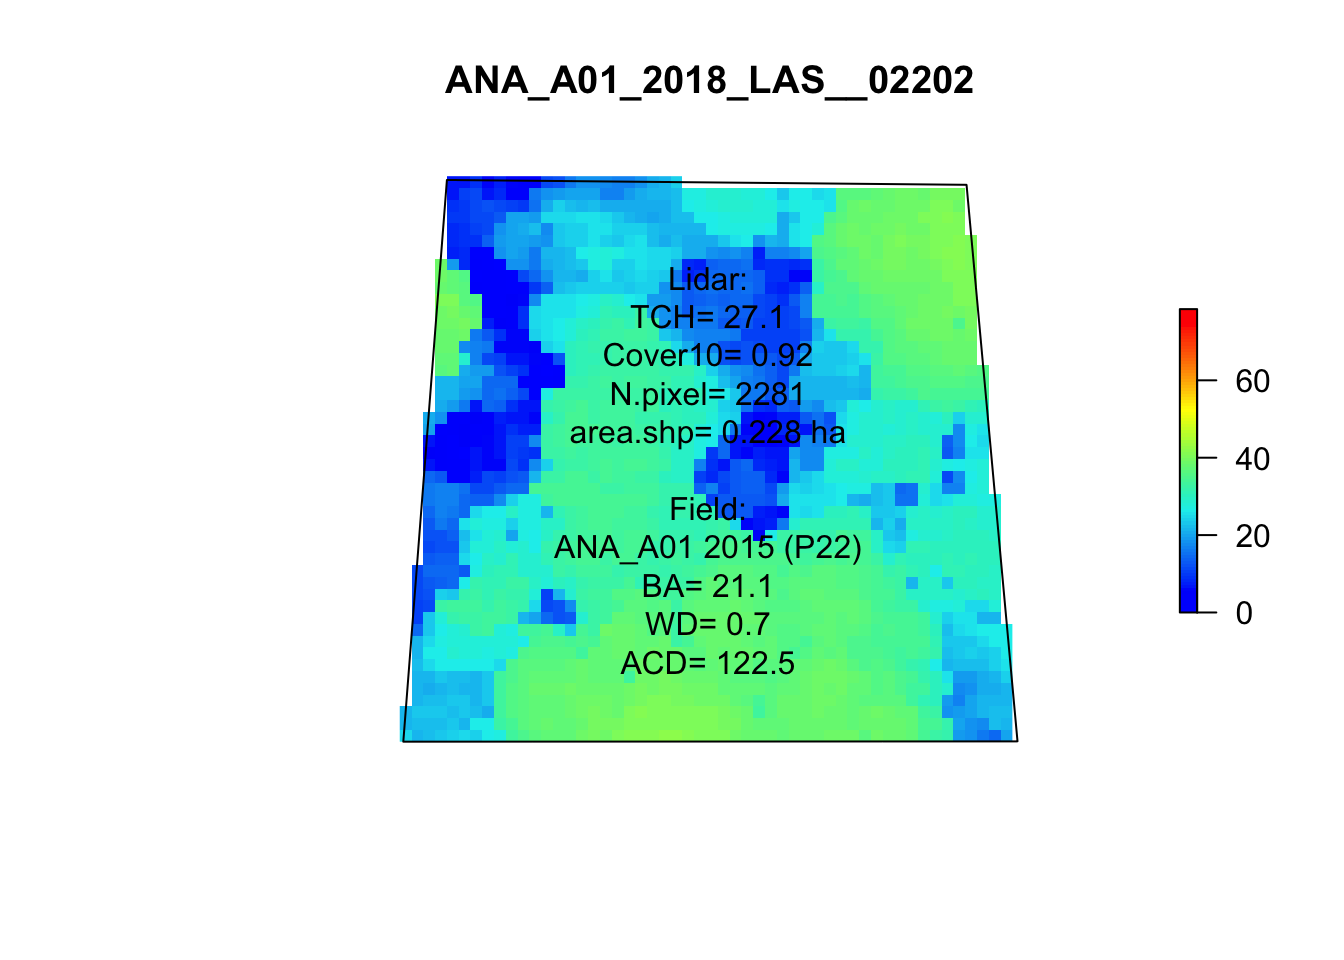 ANA_A01_2018_LAS__02202
Lidar:
TCH= 27.1
Cover10= 0.92
N.pixel= 2281
area.shp= 0.228 ha
Field:
ANA_A01 2015 (P22)
BA= 21.1
WD= 0.7
ACD= 122.5
60
40
20
0